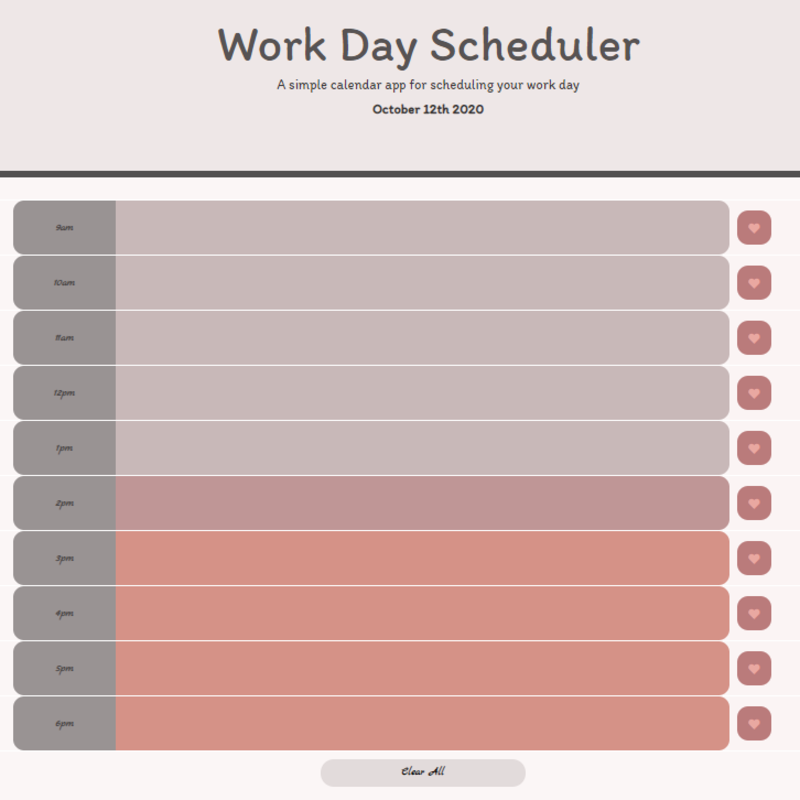 Work Day Scheduler
A simple calendar app for scheduling your work day
October 12th 2020
9am
10am
11am
12pm
1pm
2pm
3pm
4pm
5pm
6pm
Clear All